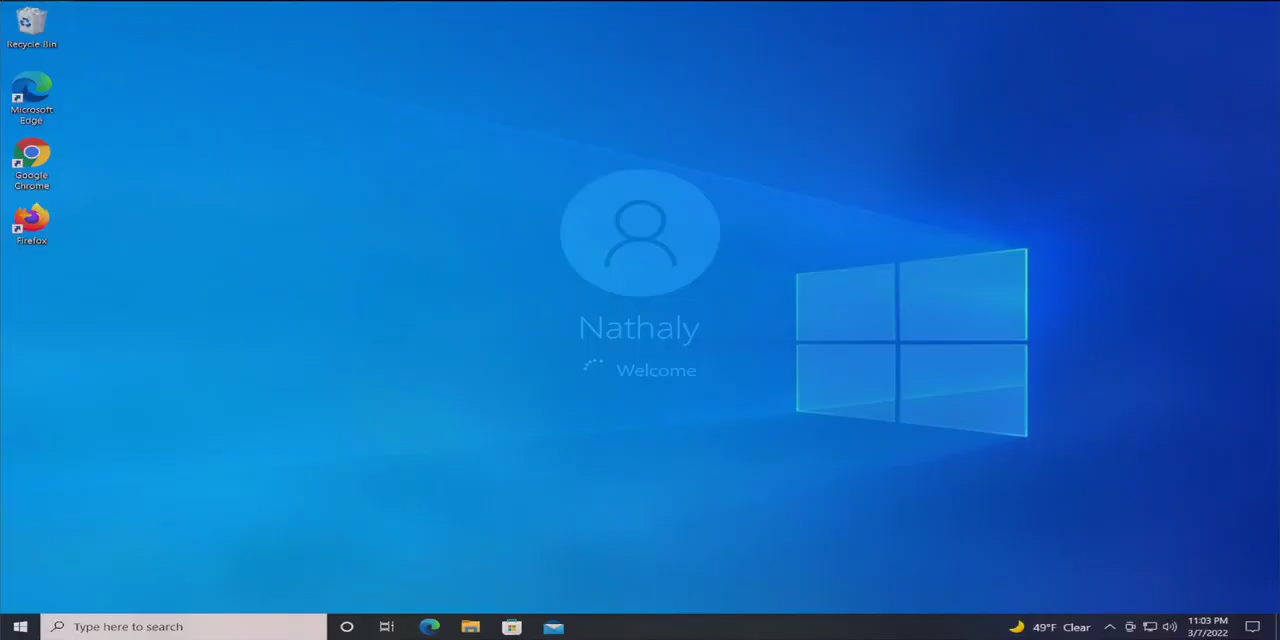 Recycle Bin
Microsoft
Edge
Google
Chrome
Firefox
Nathaly
Welcome
Type here to search
49°F Clear
11:03 PM
3/7/2022